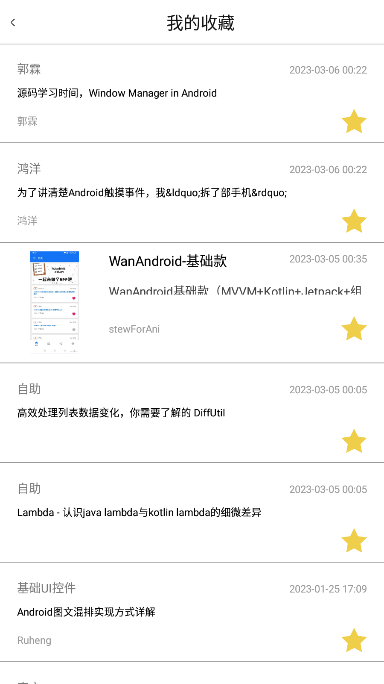 我的收藏
郭霖
2023-03-06 00:22
源码学习时间，Window Manager in Android
郭霖
鸿洋
2023-03-06 00:22
为了讲清楚Android触摸事件，我&ldquo;拆了部手机&rdquo;
鸿洋
WanAndroid-基础款
2023-03-05 00:35
WanAndroid基础款（MVVM+Kotlin+Jetpack+组
stewForAni
自助
2023-03-05 00:05
高效处理列表数据变化，你需要了解的 DiffUtil
自助
2023-03-05 00:05
Lambda - 认识java lambda与kotlin lambda的细微差异
基础UI控件
2023-01-25 17:09
Android图文混排实现方式详解
Ruheng